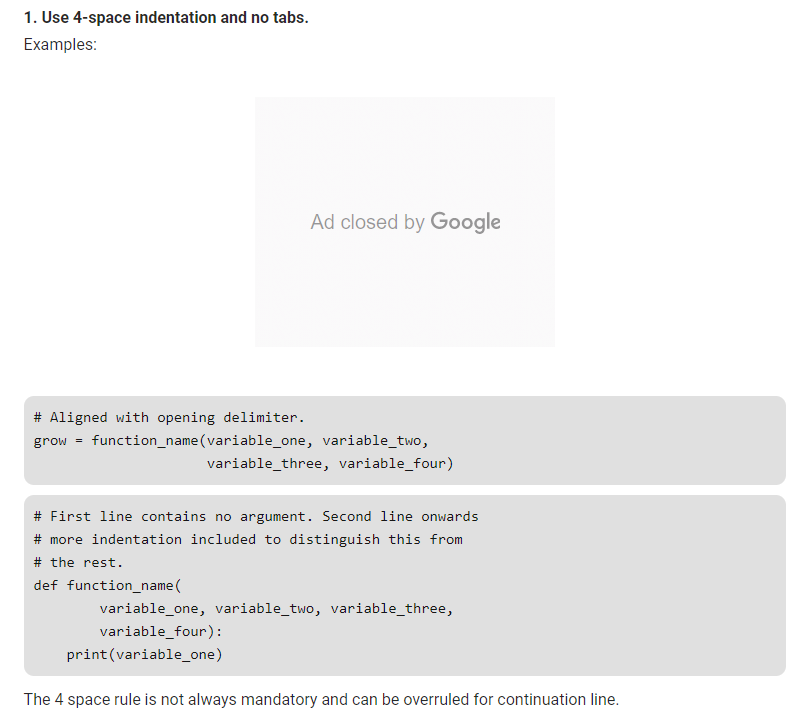 1. Use 4-space indentation and no tabs.
Examples:
Ad closed by Google
# Aligned with opening delimiter.
grow = function_name(variable_one, variable_two,
                     variable_three, variable_four)
# First line contains no argument. Second line onwards
# more indentation included to distinguish this from
# the rest.
def function_name(
        variable_one, variable_two, variable_three,
        variable_four):
    print(variable_one)
The 4 space rule is not always mandatory and can be overruled for continuation line.